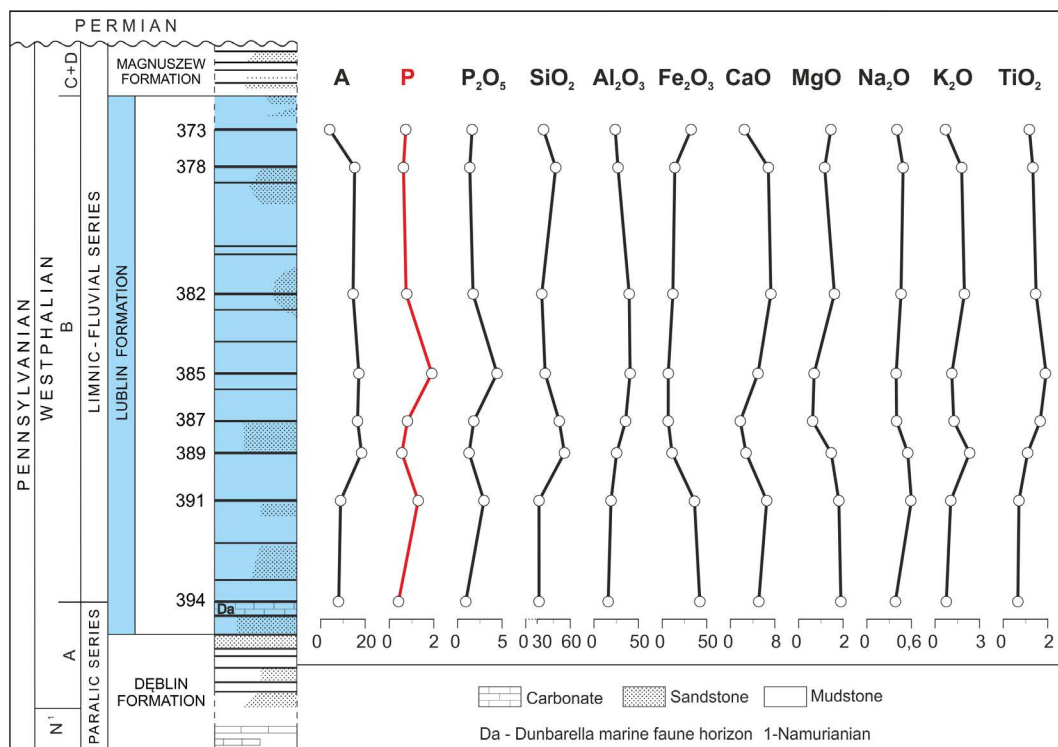 PERMIAN
PENNSYLVANIAN
WESTPHALIAN
C+D
B
A
N¹
LIMNIC-FLUVIAL SERIES
PARALIC SERIES
MAGNUSZEW
FORMATION
LUBLIN FORMATION
DĘBLIN
FORMATION
A P P₂O₅ SiO₂ Al₂O₃ Fe₂O₃ CaO MgO Na₂O K₂O TiO₂
373
378
382
385
387
389
391
394
Da
0 20 0 2 0 5 0 30 60 0 50 0 50 0 8 0 2 0 0,6 0 3 0 2
Carbonate Sandstone Mudstone
Da - Dunbarella marine faune horizon 1-Namurianian